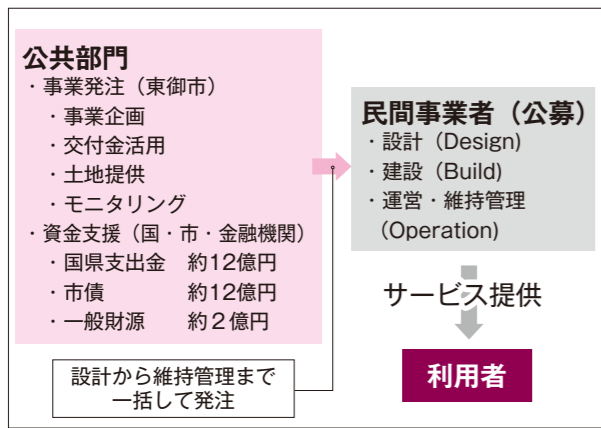 公共部門
・事業発注（東御市）
・事業企画
・交付金活用
・土地提供
・モニタリング
・資金支援（国・市・金融機関）
・国県支出金　約12億円
・市債　約12億円
・一般財源　約２億円
設計から維持管理まで
一括して発注
民間事業者（公募）
・設計（Design）
・建設（Build）
・運営・維持管理
（Operation）
サービス提供
利用者